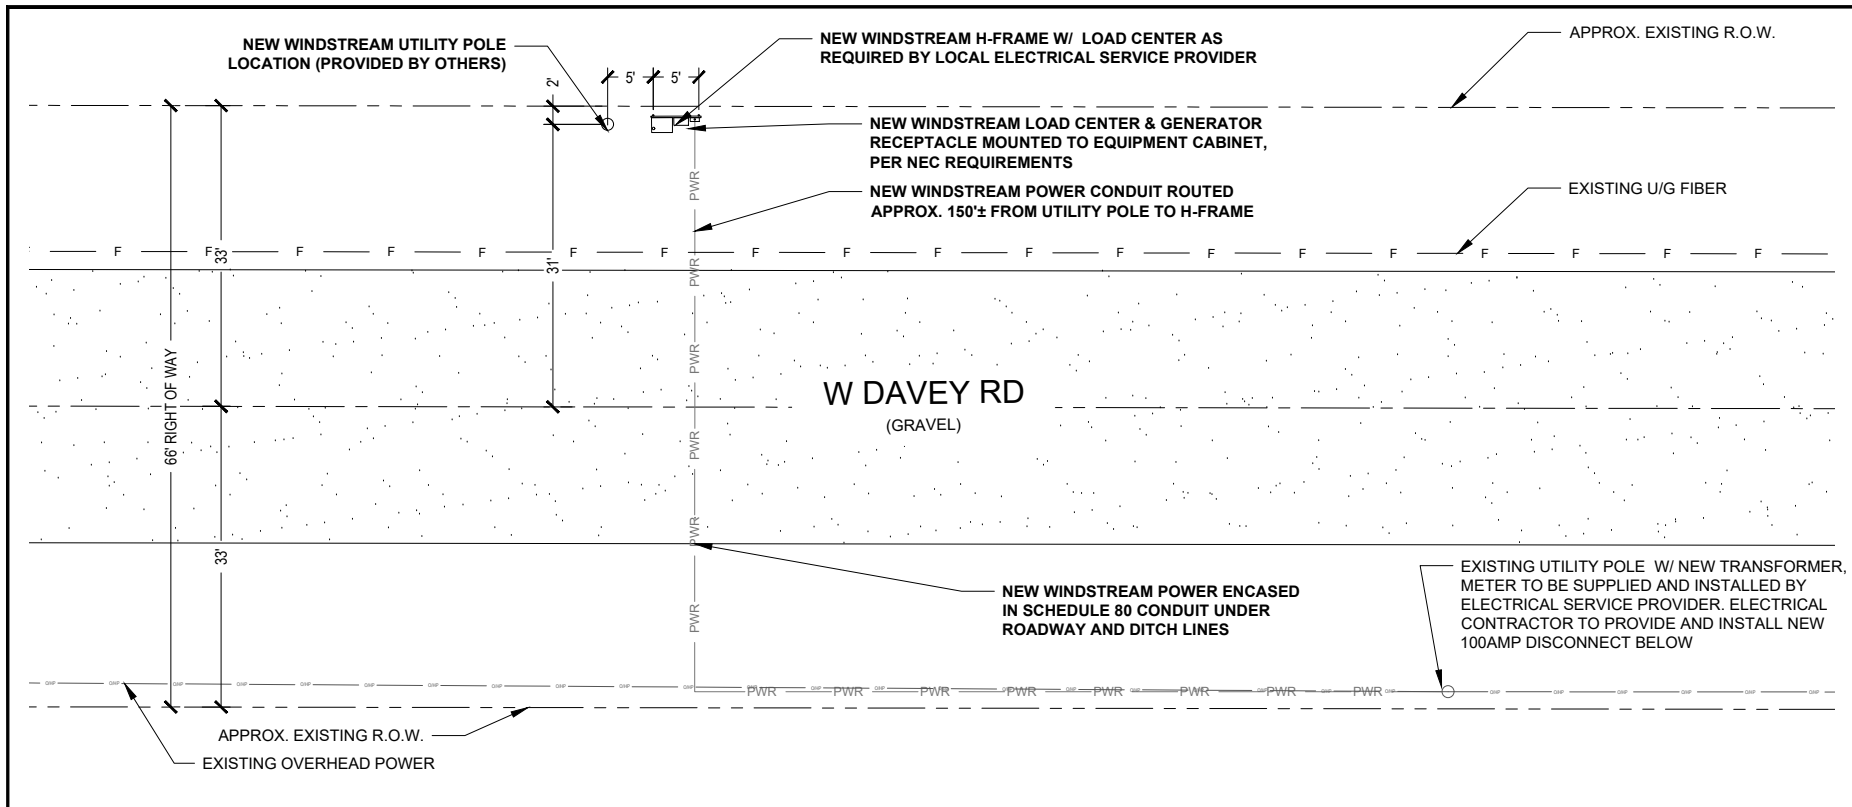 NEW WINDSTREAM UTILITY POLE
LOCATION (PROVIDED BY OTHERS)
NEW WINDSTREAM H-FRAME W/ LOAD CENTER AS
REQUIRED BY LOCAL ELECTRICAL SERVICE PROVIDER
APPROX. EXISTING R.O.W.
2'
5'
5'
NEW WINDSTREAM LOAD CENTER & GENERATOR
RECEPTACLE MOUNTED TO EQUIPMENT CABINET,
PER NEC REQUIREMENTS
PWR
NEW WINDSTREAM POWER CONDUIT ROUTED
APPROX. 150'± FROM UTILITY POLE TO H-FRAME
EXISTING U/G FIBER
F F F F F F F F F F F F F F F F F F F
33'
31'
PWR
PWR
66' RIGHT OF WAY
W DAVEY RD
(GRAVEL)
PWR
PWR
33'
NEW WINDSTREAM POWER ENCASED
IN SCHEDULE 80 CONDUIT UNDER
ROADWAY AND DITCH LINES
PWR
EXISTING UTILITY POLE W/ NEW TRANSFORMER,
METER TO BE SUPPLIED AND INSTALLED BY
ELECTRICAL SERVICE PROVIDER. ELECTRICAL
CONTRACTOR TO PROVIDE AND INSTALL NEW
100AMP DISCONNECT BELOW
PWR PWR PWR PWR PWR PWR PWR PWR
APPROX. EXISTING R.O.W.
EXISTING OVERHEAD POWER